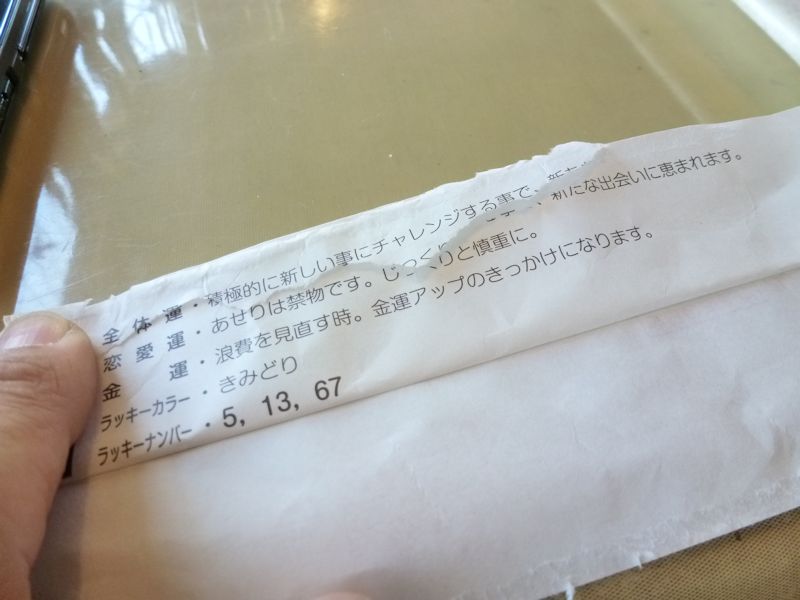 全体運・積極的に新しい事にチャレンジする事で、新たな出会いに恵まれます。
恋愛運・あせりは禁物です。じっくりと慎重に。
金運・浪費を見直す時。金運アップのきっかけになります。
ラッキーカラー・きみどり
ラッキーナンバー・5, 13, 67